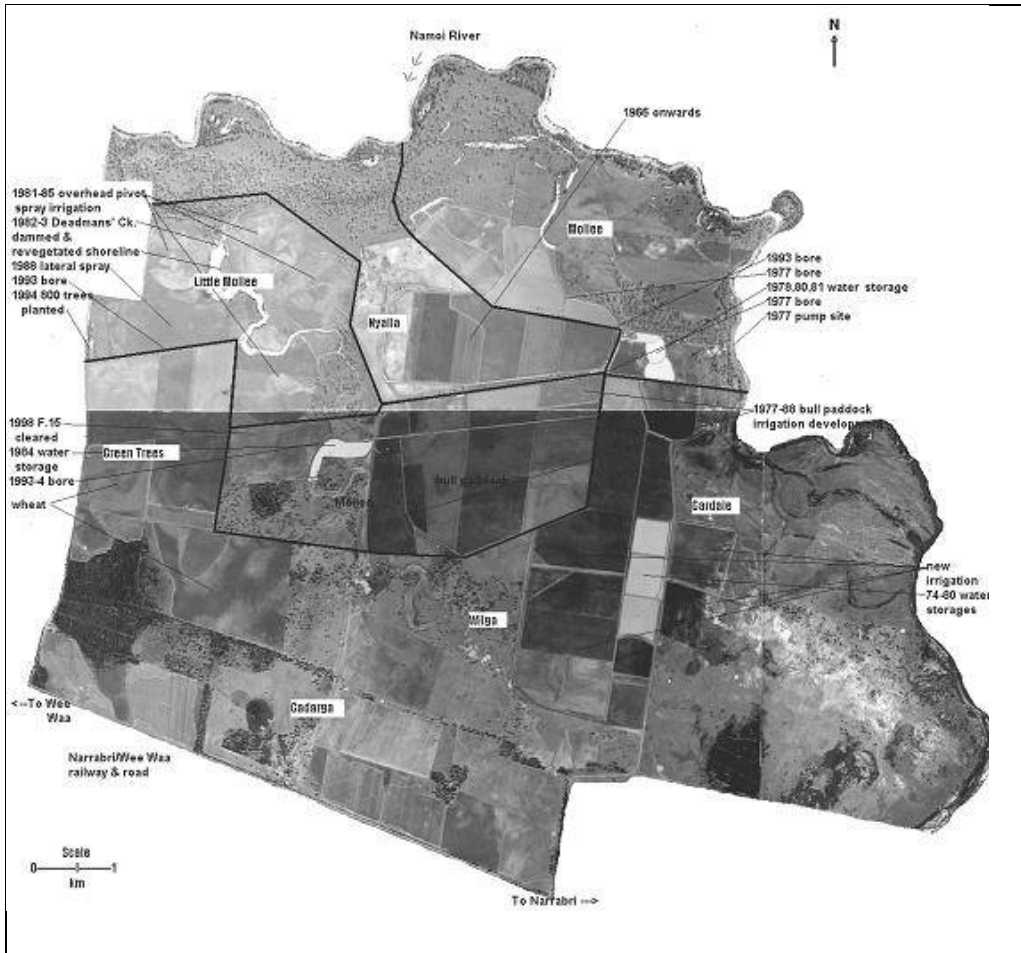 Namoi River
N
1965 onwards
1981-85 overhead pivot
spray irrigation
1982-3 Deadmans' Ck.
dammed &
revegetated shoreline
1988 lateral spray
1993 bore
1994 800 trees
planted
Mollee
Little Mollee
Nyalla
1993 bore
1977 bore
1978,80,81 water storage
1977 bore
1977 pump site
1977-88 bull paddock
irrigation development
1998 F.15
cleared
1984 water
storage
1993-4 bore
wheat
Green Trees
bull paddock
Mollee
Gardale
new
irrigation
74-80 water
storages
Wilga
Cadarga
<--To Wee
Waa
Narrabri/Wee Waa
railway & road
Scale
0 1
km
To Narrabri --->